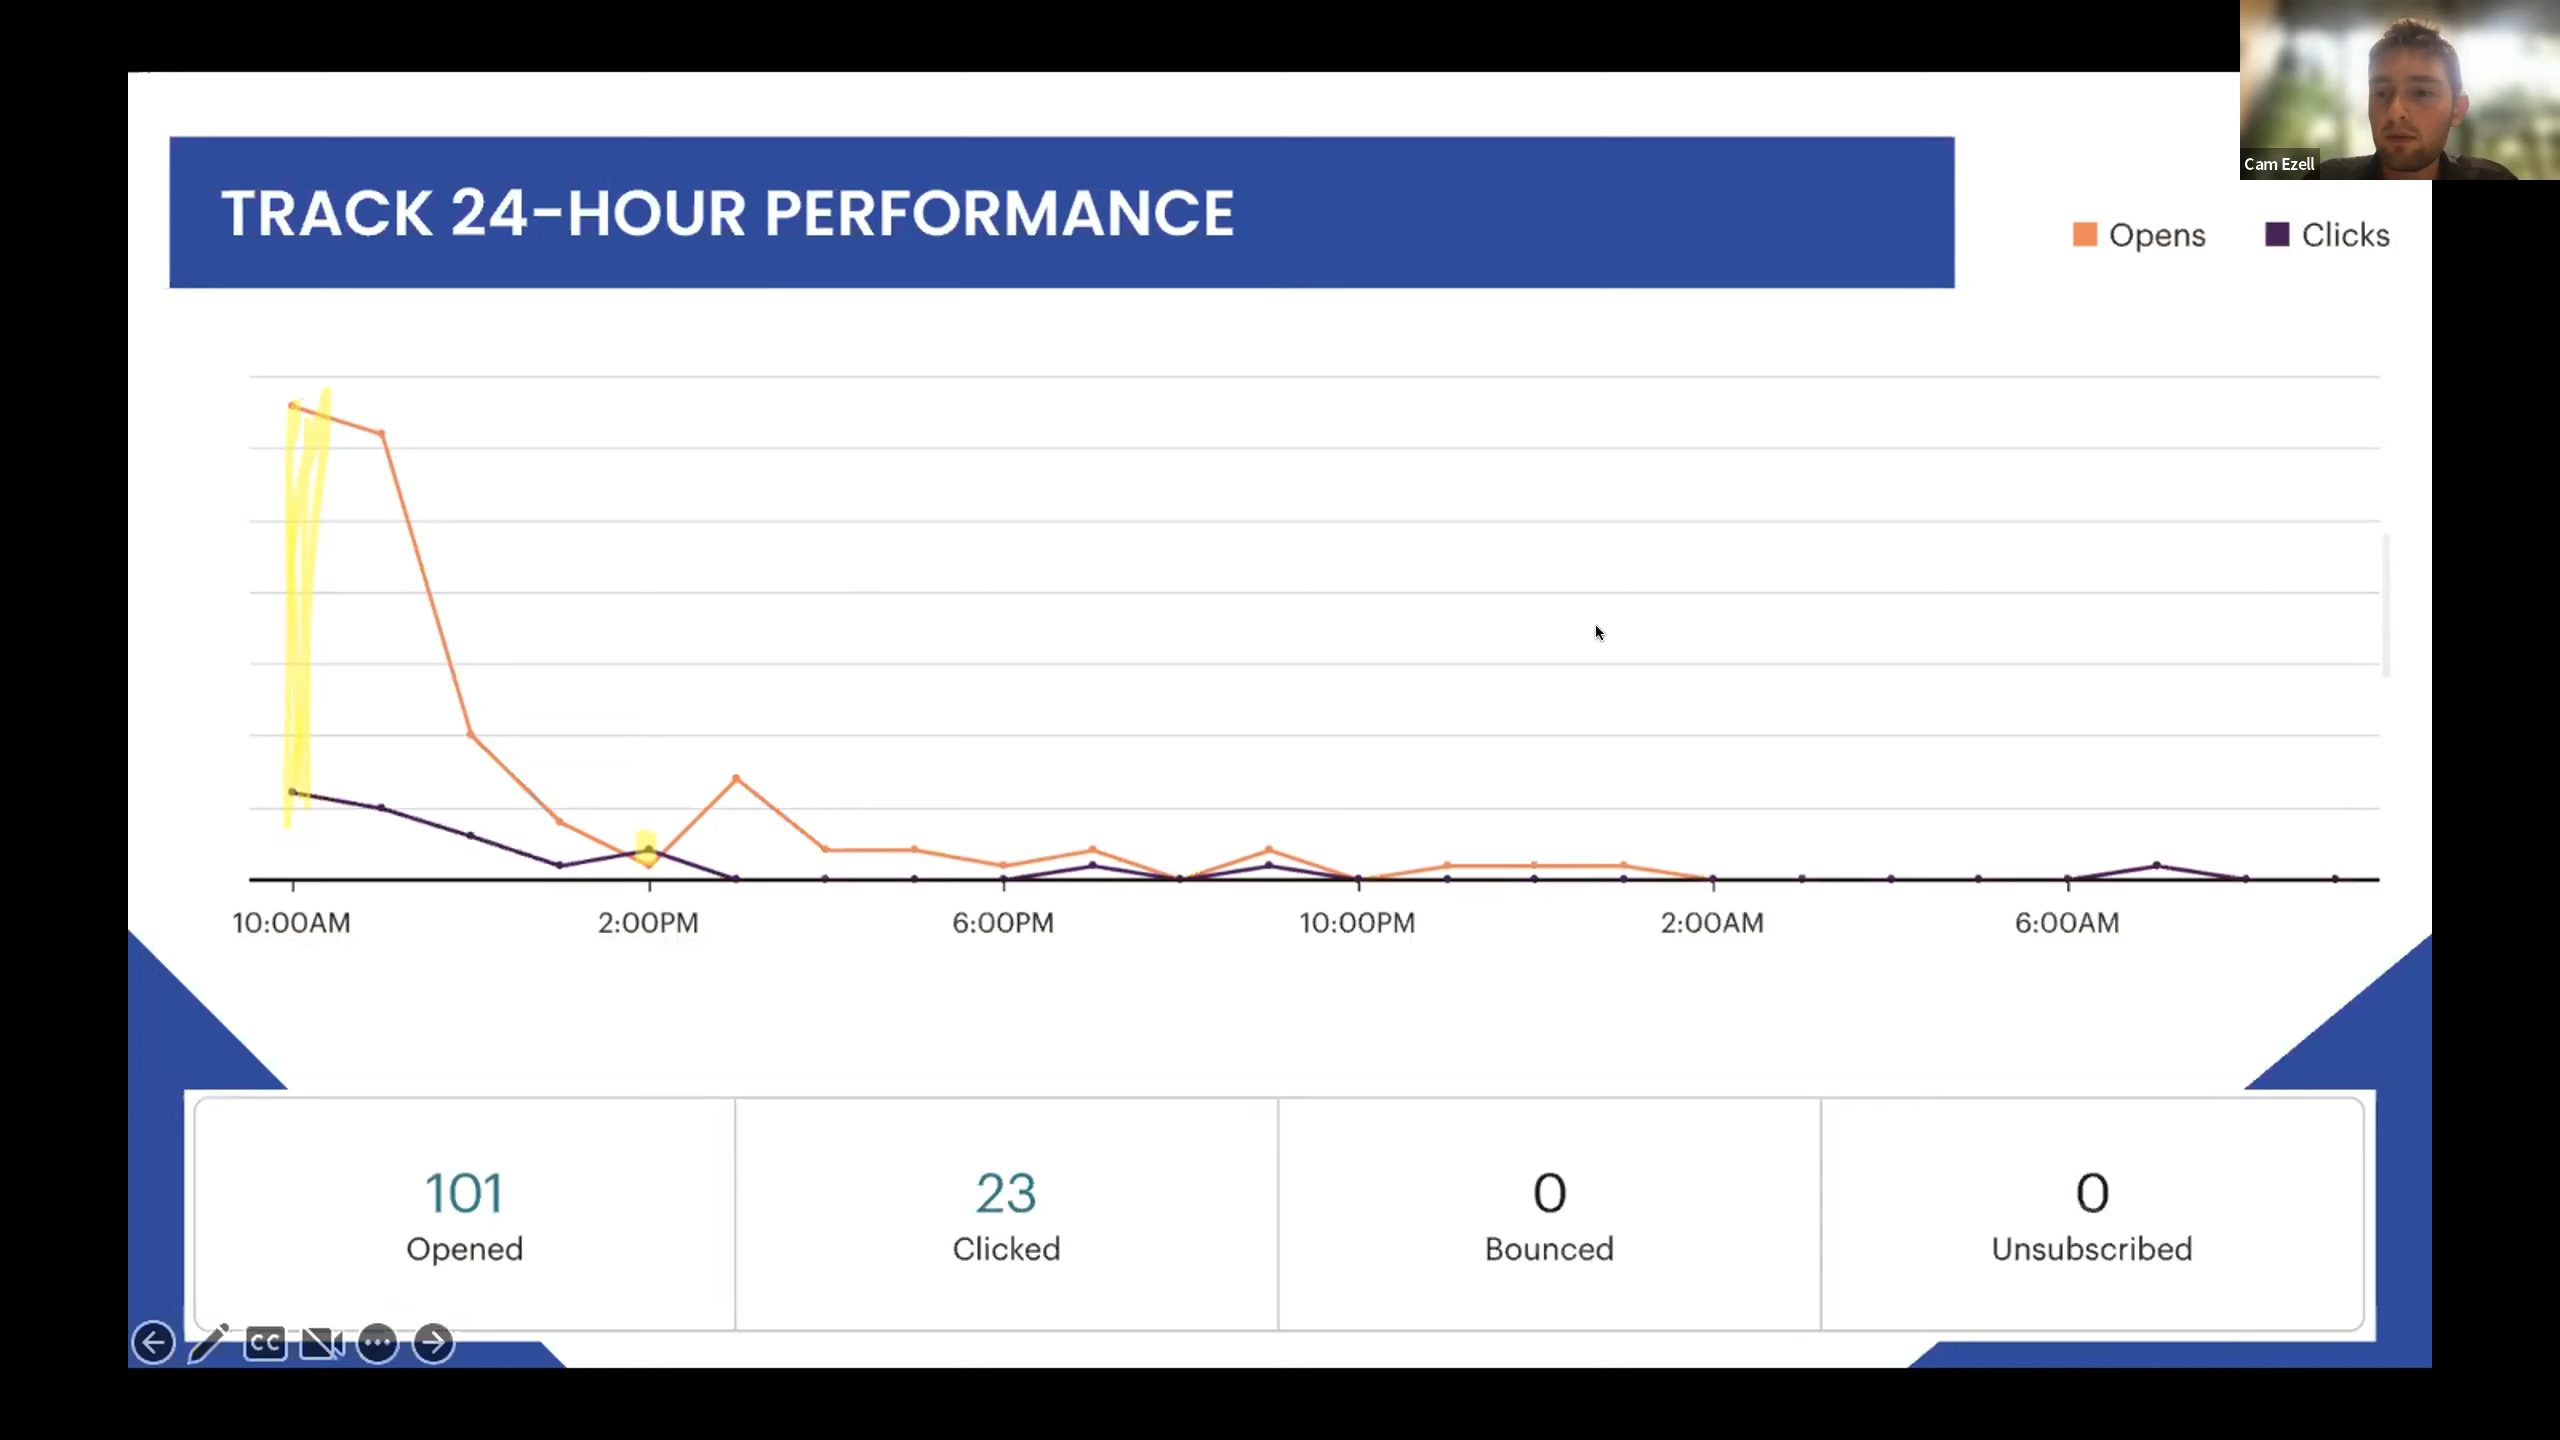 Cam Ezell
TRACK 24-HOUR PERFORMANCE
Opens Clicks
10:00AM 2:00PM 6:00PM 10:00PM 2:00AM 6:00AM
101 23 0 0
Opened Clicked Bounced Unsubscribed
CC